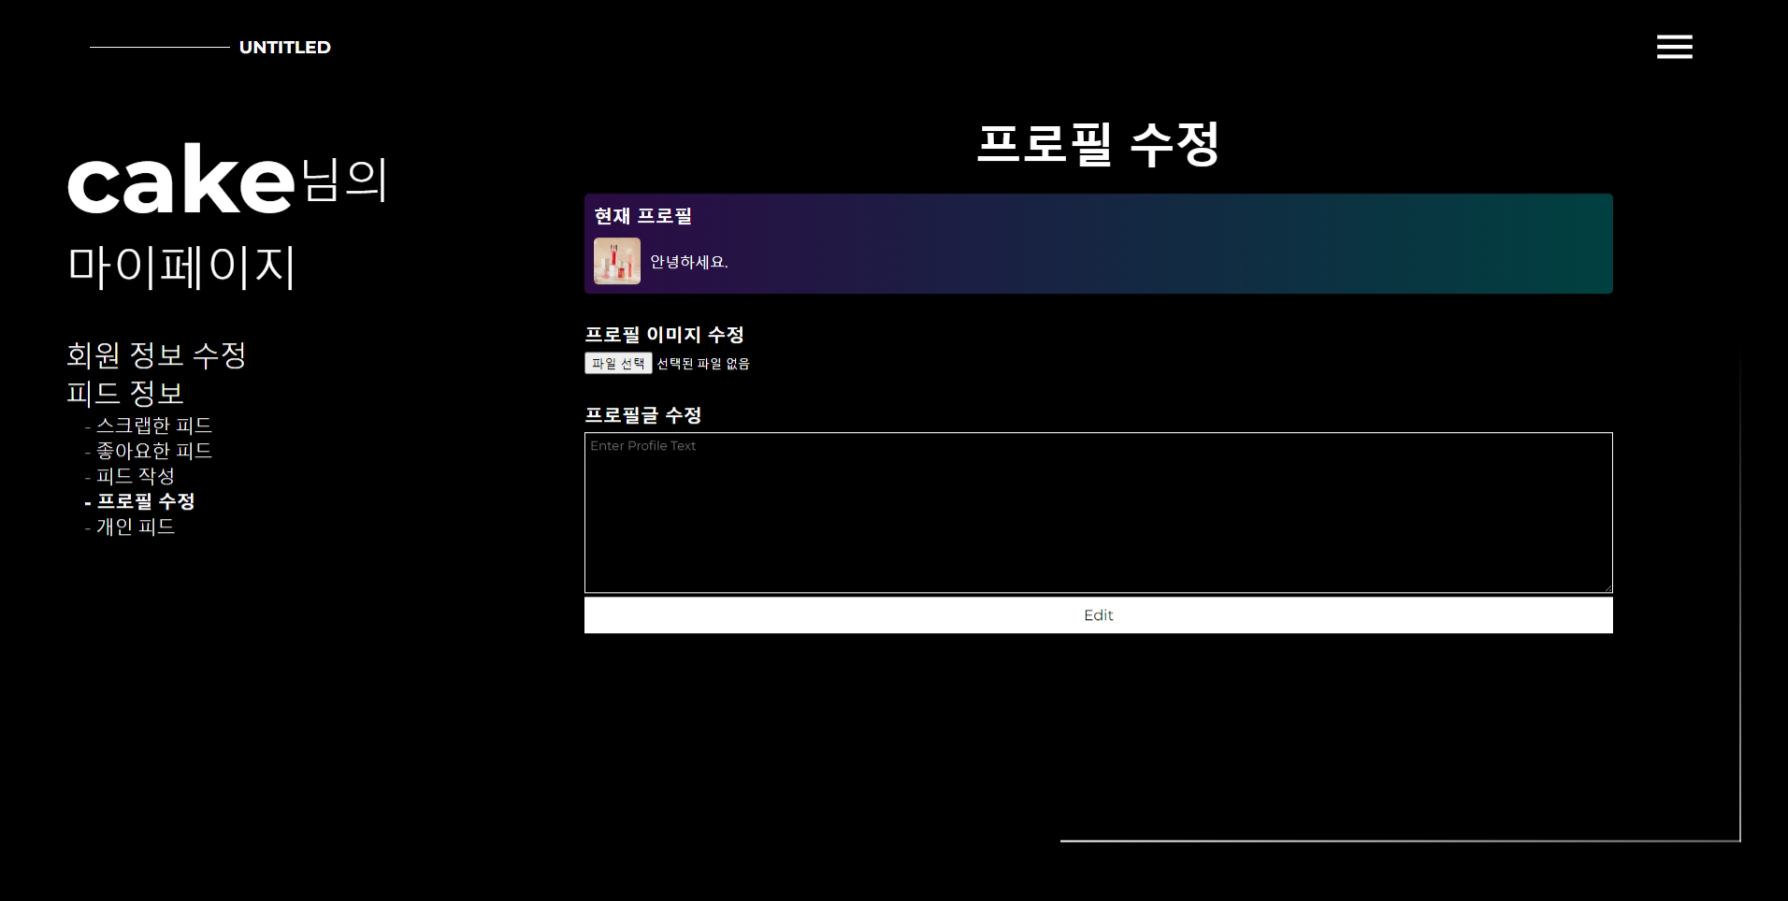 UNTITLED
cake님의
마이페이지
회원 정보 수정
피드 정보
- 스크랩한 피드
- 좋아요한 피드
- 피드 작성
- 프로필 수정
- 개인 피드
프로필 수정
현재 프로필
안녕하세요.
프로필 이미지 수정
파일 선택 선택된 파일 없음
프로필글 수정
Enter Profile Text
Edit